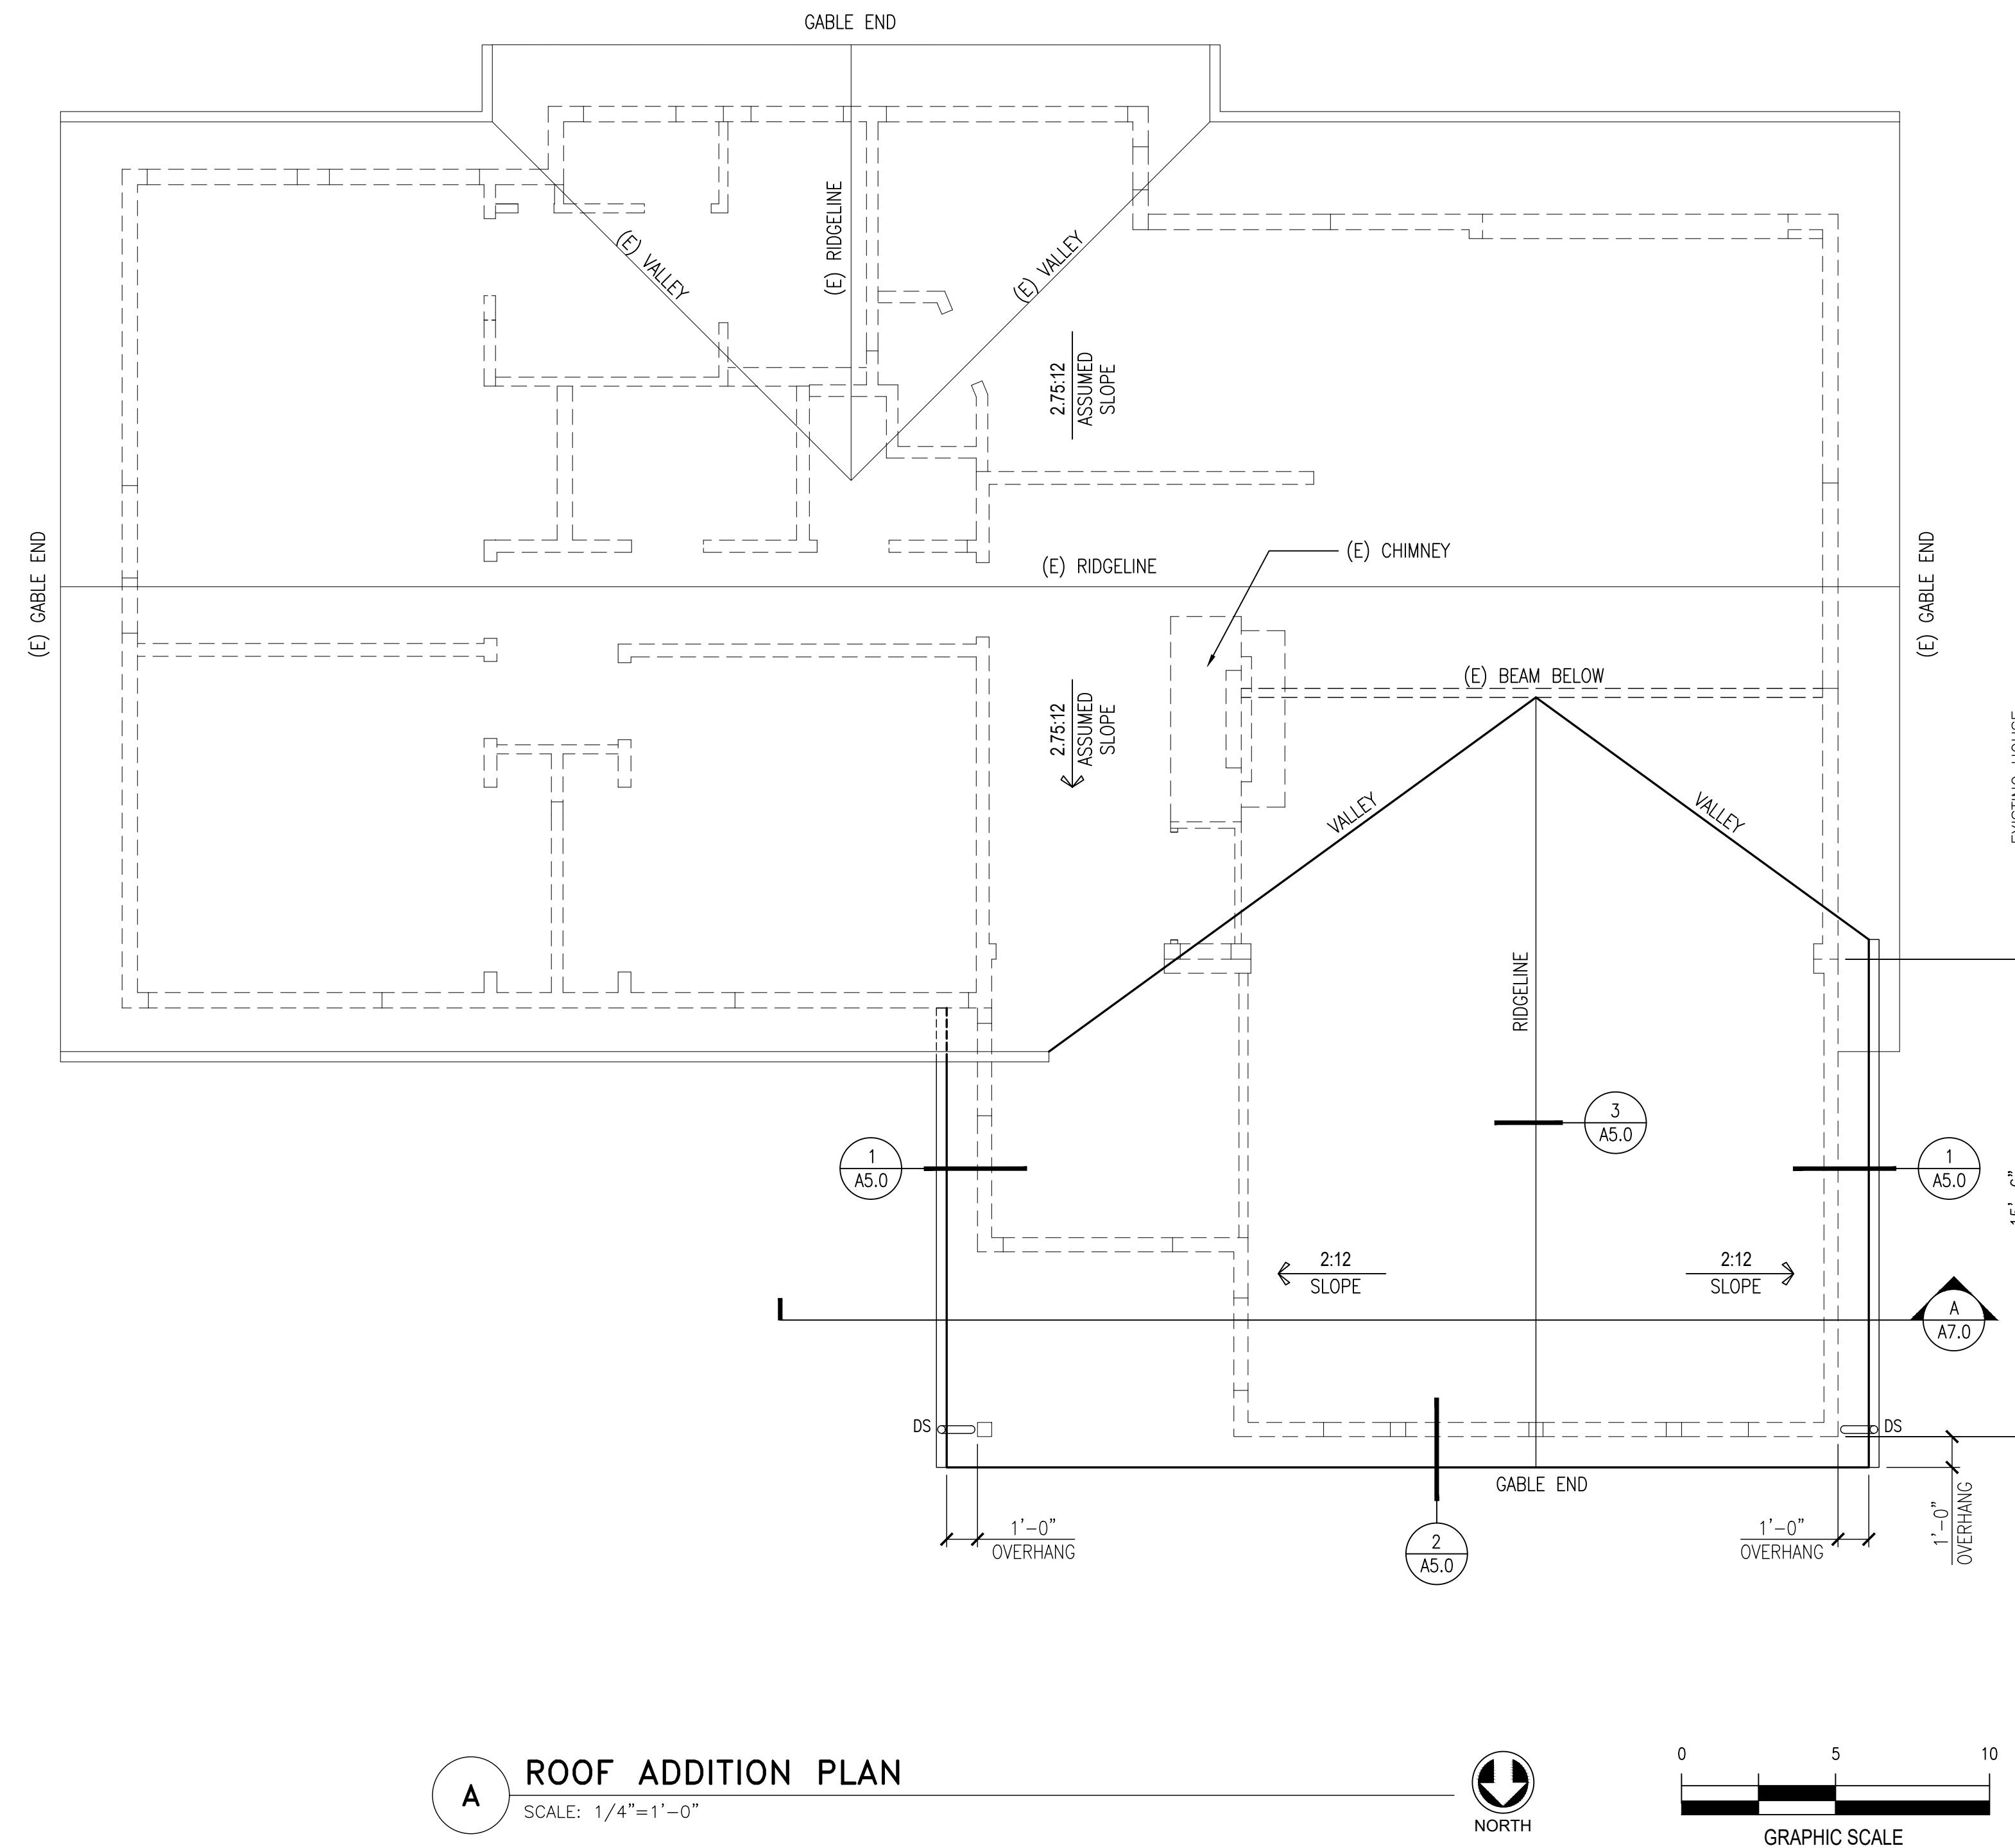 GABLE END
(E) VALLEY
(E) RIDGELINE
(E) VALLEY
2.75:12
ASSUMED
SLOPE
(E) GABLE END
(E) RIDGELINE
(E) CHIMNEY
(E) GABLE END
(E) BEAM BELOW
2.75:12
ASSUMED
SLOPE
VALLEY
VALLEY
RIDGELINE
3
A5.0
1
A5.0
1
A5.0
2:12
SLOPE
2:12
SLOPE
A
A7.0
DS
DS
GABLE END
1'-0"
OVERHANG
1'-0"
OVERHANG
1'-0"
OVERHANG
2
A5.0
A
ROOF ADDITION PLAN
SCALE: 1/4"=1'-0"
NORTH
0 5 10
GRAPHIC SCALE